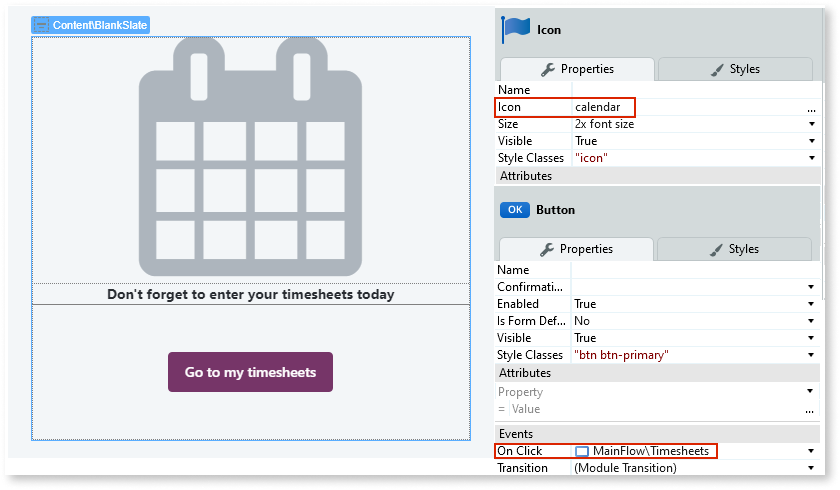 Content\BlankSlate
Don't forget to enter your timesheets today
Go to my timesheets
Icon
Properties
Styles
Name
Icon calendar ...
Size 2x font size
Visible True
Style Classes "icon"
Attributes
OK Button
Properties
Styles
Name
Confirmati...
Enabled True
Is Form Def... No
Visible True
Style Classes "btn btn-primary"
Attributes
Property
= Value ...
Events
On Click MainFlow\Timesheets
Transition (Module Transition)